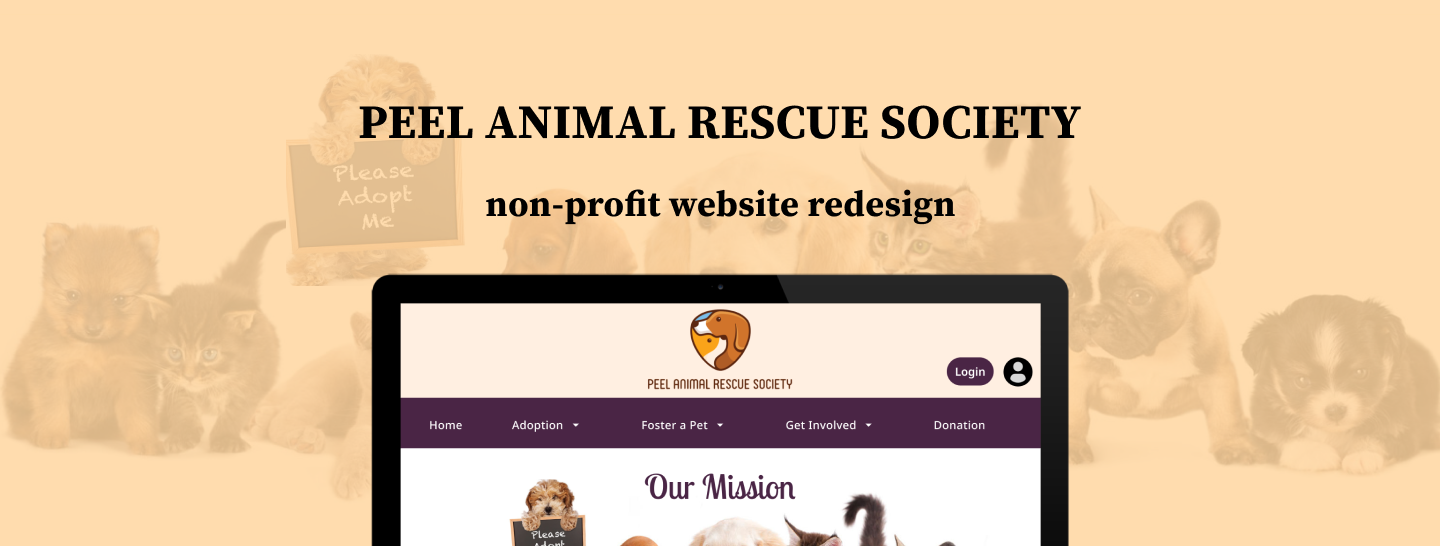 PEEL ANIMAL RESCUE SOCIETY
Please
Adopt
Me
non-profit website redesign
PEEL ANIMAL RESCUE SOCIETY
Login
Home Adoption Foster a Pet Get Involved Donation
Our Mission
Please
Adopt